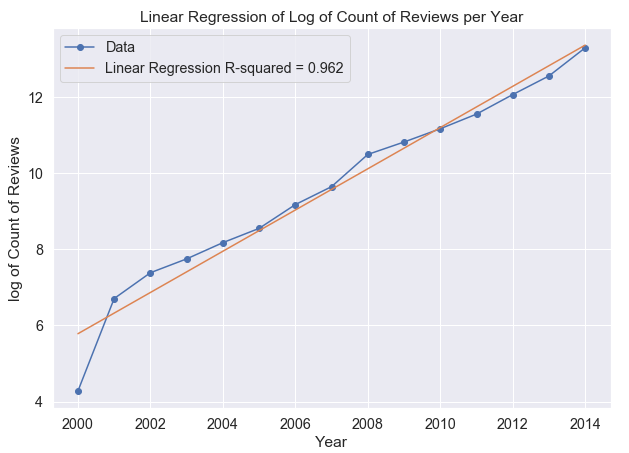 Linear Regression of Log of Count of Reviews per Year
Data
Linear Regression R-squared = 0.962
log of Count of Reviews
12
10
8
6
4
2000 2002 2004 2006 2008 2010 2012 2014
Year